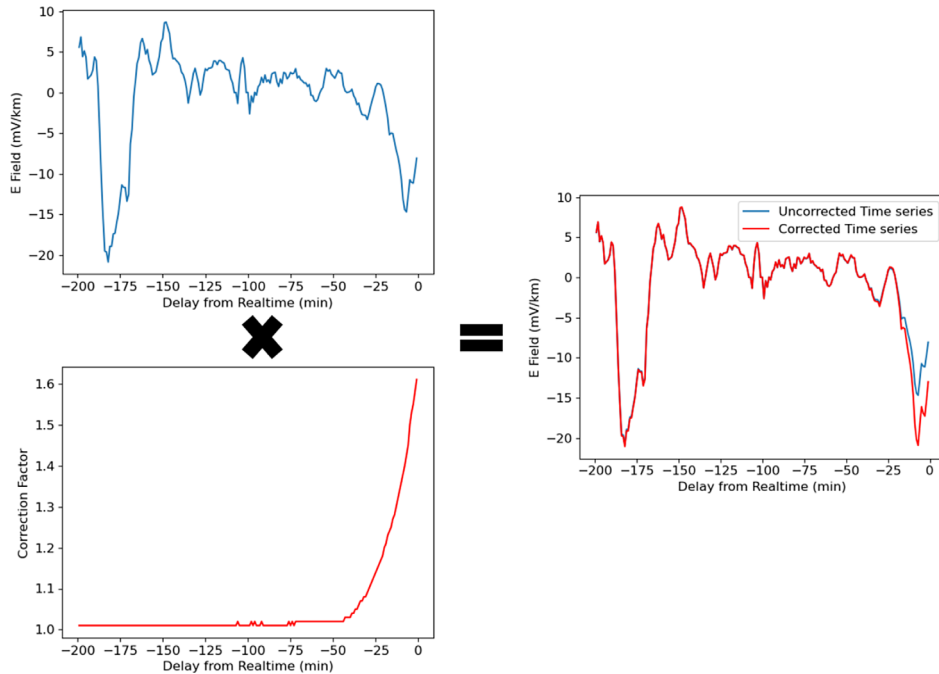 10
5
0
−5
−10
−15
−20
E Field (mV/km)
−200 −175 −150 −125 −100 −75 −50 −25 0
Delay from Realtime (min)
1.6
1.5
1.4
1.3
1.2
1.1
1.0
Correction Factor
−200 −175 −150 −125 −100 −75 −50 −25 0
Delay from Realtime (min)
10
5
0
−5
−10
−15
−20
E Field (mV/km)
Uncorrected Time series
Corrected Time series
−200 −175 −150 −125 −100 −75 −50 −25 0
Delay from Realtime (min)